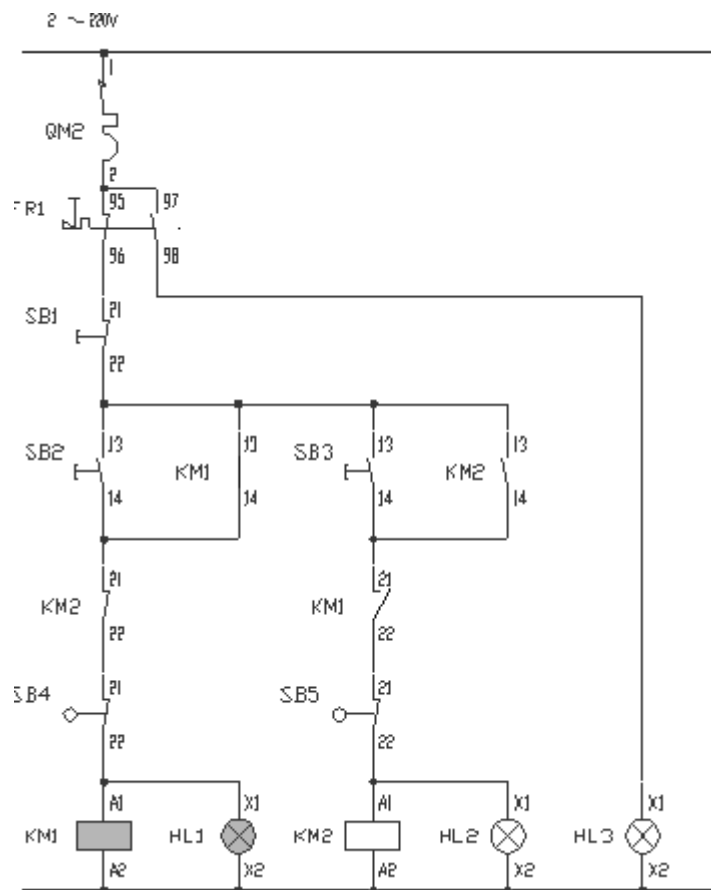 2 ~ 220V
1
QM2
2
95 97
FR1
96 98
21
SB1
22
13 13 13 13
SB2 KM1 SB3 KM2
14 14 14 14
21 21
KM2 KM1
22 22
21 21
SB4 SB5
22 22
A1 X1 A1 X1 X1
KM1 HL1 KM2 HL2 HL3
A2 X2 A2 X2 X2